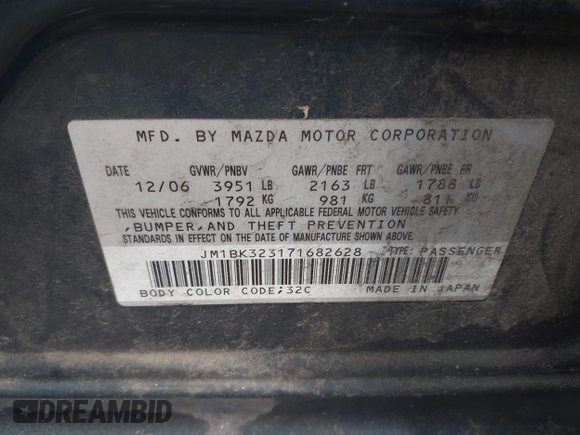 MFD. BY MAZDA MOTOR CORPORATION
DATE GVWR/PNBV GAWR/PNBE FRT GAWR/PNBE RR
12/06 3951 LB 2163 LB 1788 LB
1792 KG 981 KG 811 KG
THIS VEHICLE CONFORMS TO ALL APPLICABLE FEDERAL MOTOR VEHICLE SAFETY
,BUMPER,AND THEFT PREVENTION
STANDARDS IN EFFECT ON THE DATE OF MANUFACTURE SHOWN ABOVE.
JM1BK323171682628 TYPE: PASSENGER
BODY COLOR CODE;32C MADE IN JAPAN
DREAMBID